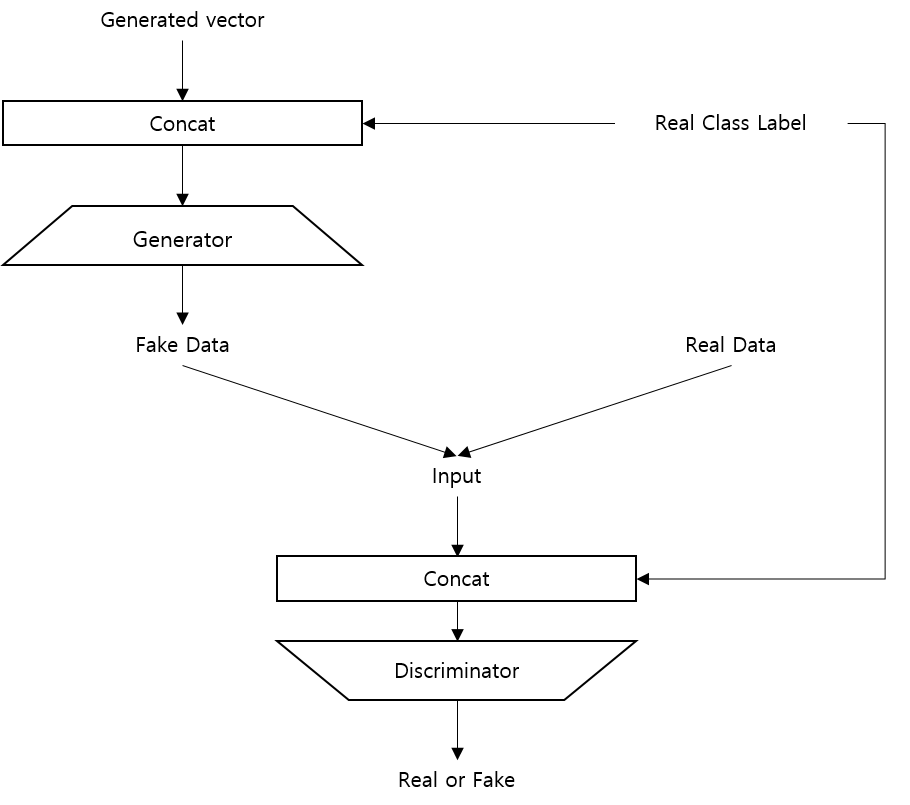 Generated vector
Concat
Real Class Label
Generator
Fake Data
Real Data
Input
Concat
Discriminator
Real or Fake